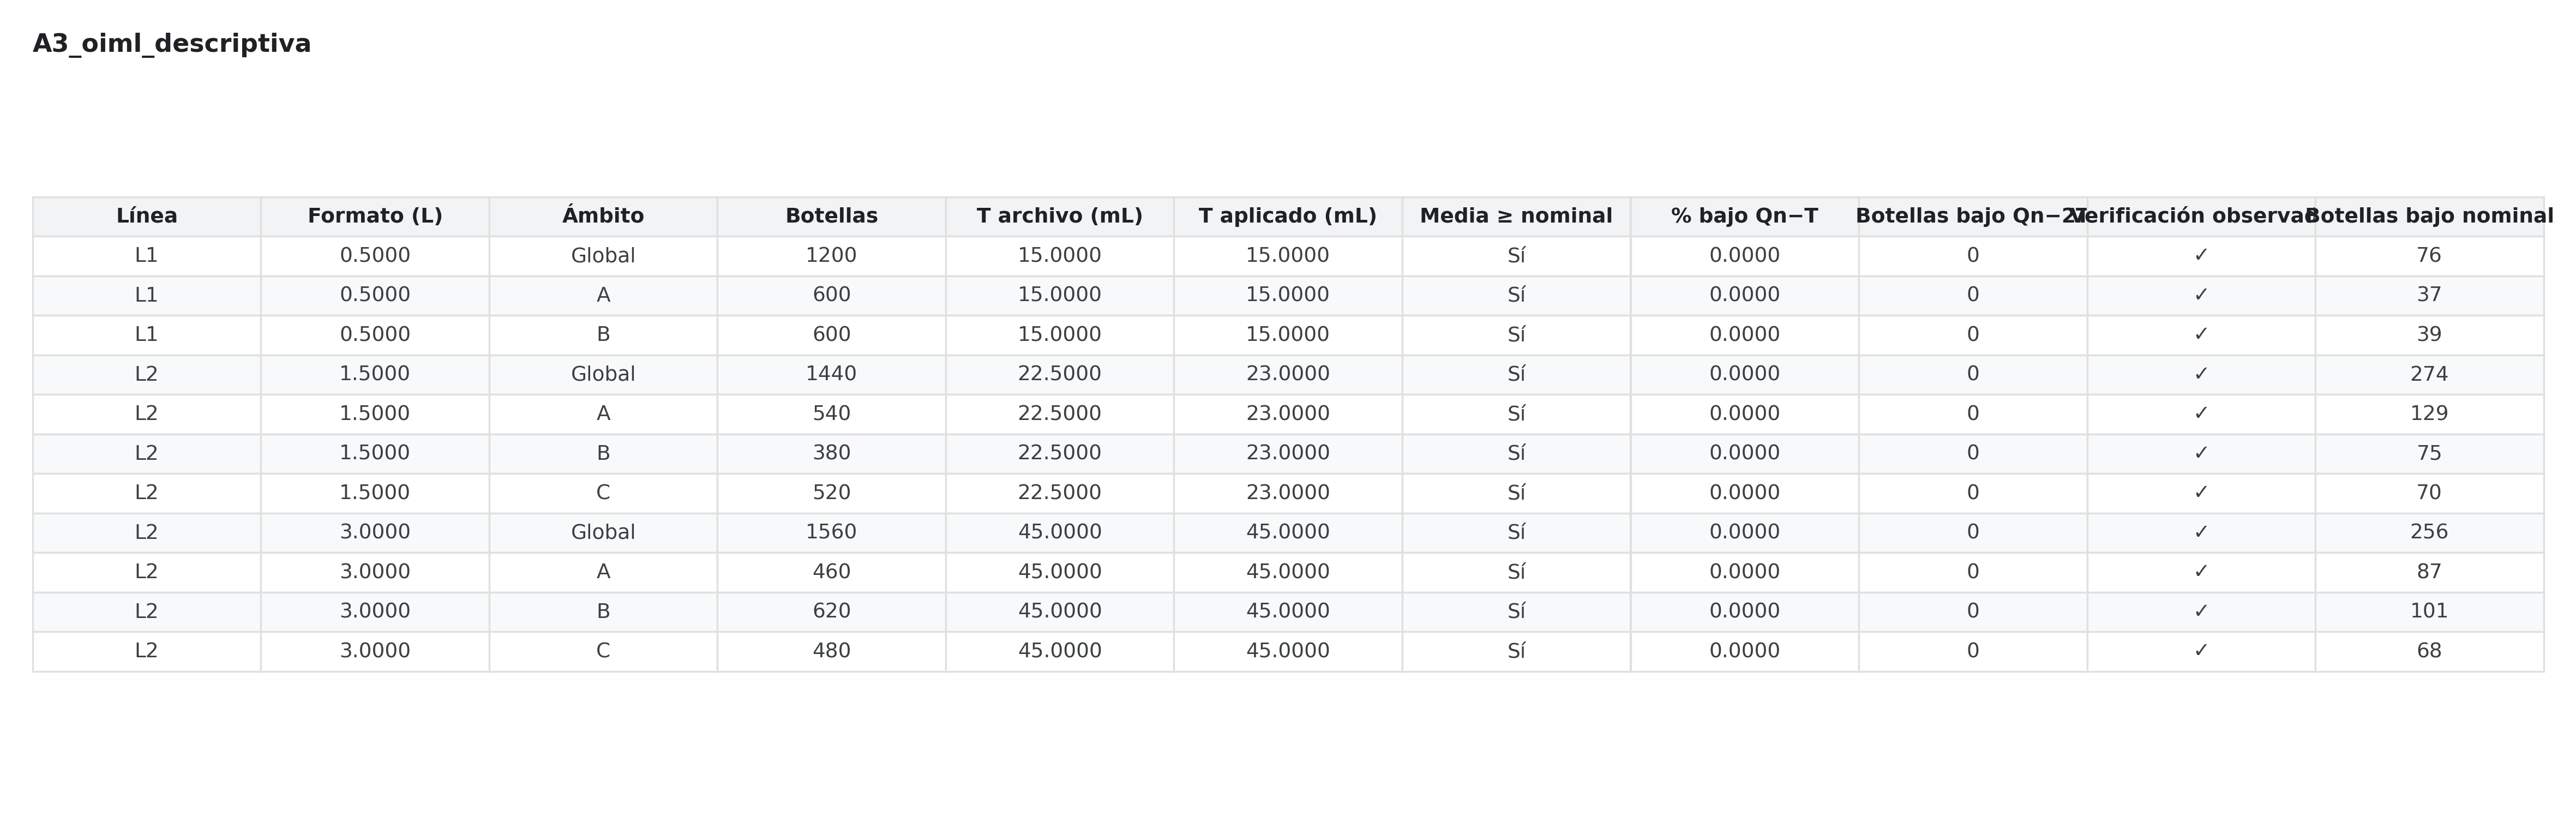 A3_oiml_descriptiva
Línea Formato (L) Ámbito Botellas T archivo (mL) T aplicado (mL) Media ≥ nominal % bajo Qn−T Botellas bajo Qn−2T Verificación observada Botellas bajo nominal
L1 0.5000 Global 1200 15.0000 15.0000 Sí 0.0000 0 ✓ 76
L1 0.5000 A 600 15.0000 15.0000 Sí 0.0000 0 ✓ 37
L1 0.5000 B 600 15.0000 15.0000 Sí 0.0000 0 ✓ 39
L2 1.5000 Global 1440 22.5000 23.0000 Sí 0.0000 0 ✓ 274
L2 1.5000 A 540 22.5000 23.0000 Sí 0.0000 0 ✓ 129
L2 1.5000 B 380 22.5000 23.0000 Sí 0.0000 0 ✓ 75
L2 1.5000 C 520 22.5000 23.0000 Sí 0.0000 0 ✓ 70
L2 3.0000 Global 1560 45.0000 45.0000 Sí 0.0000 0 ✓ 256
L2 3.0000 A 460 45.0000 45.0000 Sí 0.0000 0 ✓ 87
L2 3.0000 B 620 45.0000 45.0000 Sí 0.0000 0 ✓ 101
L2 3.0000 C 480 45.0000 45.0000 Sí 0.0000 0 ✓ 68